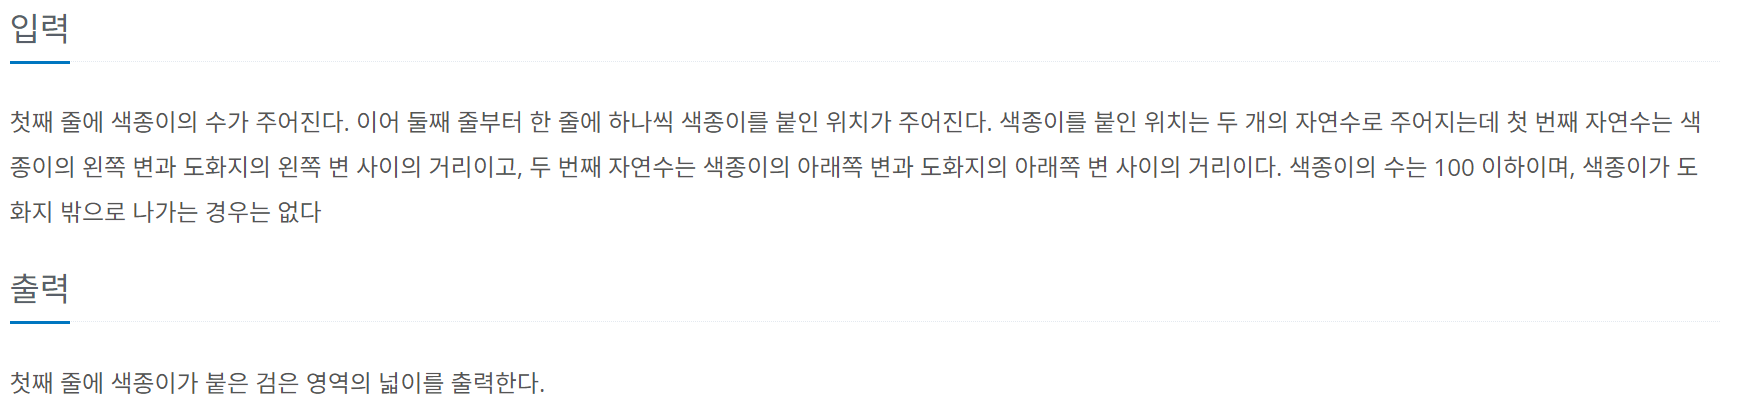 입력
첫째 줄에 색종이의 수가 주어진다. 이어 둘째 줄부터 한 줄에 하나씩 색종이를 붙인 위치가 주어진다. 색종이를 붙인 위치는 두 개의 자연수로 주어지는데 첫 번째 자연수는 색
종이의 왼쪽 변과 도화지의 왼쪽 변 사이의 거리이고, 두 번째 자연수는 색종이의 아래쪽 변과 도화지의 아래쪽 변 사이의 거리이다. 색종이의 수는 100 이하이며, 색종이가 도
화지 밖으로 나가는 경우는 없다
출력
첫째 줄에 색종이가 붙은 검은 영역의 넓이를 출력한다.